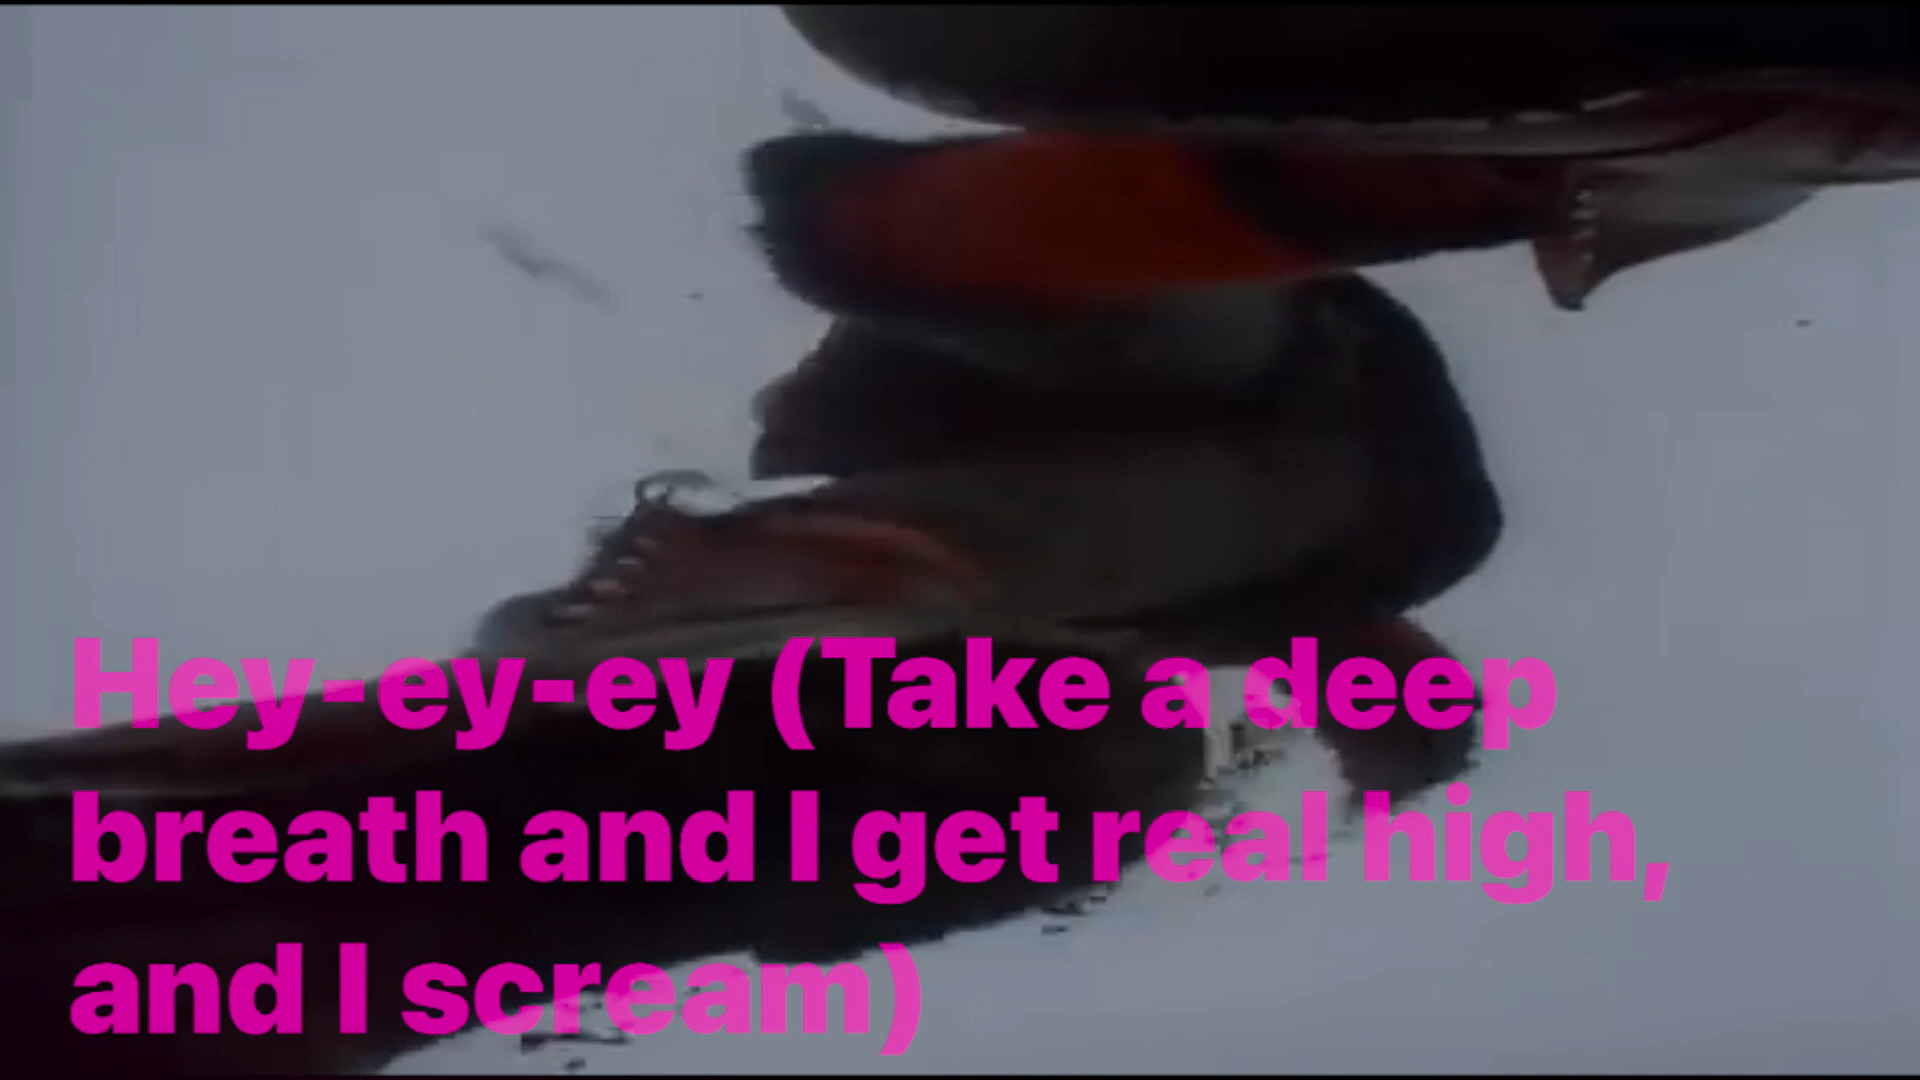 Hey-ey-ey (Take a deep
breath and I get real high,
and I scream)